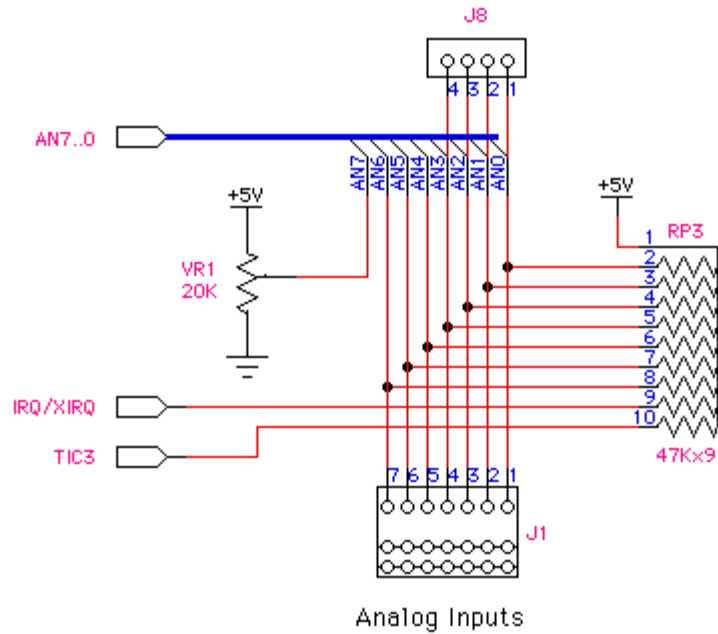 J8
4 3 2 1
AN7..0
AN7 AN6 AN5 AN4 AN3 AN2 AN1 AN0
+5V
VR1
20K
+5V
RP3
1
2
3
4
5
6
7
8
9
10
47Kx9
IRQ/XIRQ
TIC3
7 6 5 4 3 2 1
J1
Analog Inputs